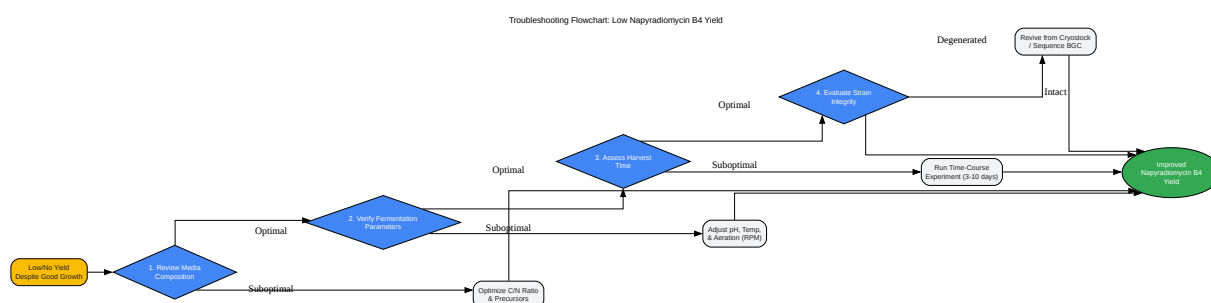 Troubleshooting Flowchart: Low Napyradiomycin B4 Yield
Low/No Yield
Despite Good Growth
1. Review Media
Composition
Optimal
Suboptimal
2. Verify Fermentation
Parameters
Optimal
Suboptimal
Optimize C/N Ratio
& Precursors
3. Assess Harvest
Time
Optimal
Suboptimal
Adjust pH, Temp,
& Aeration (RPM)
4. Evaluate Strain
Integrity
Degenerated
Intact
Run Time-Course
Experiment (3-10 days)
Revive from Cryostock
/ Sequence BGC
Improved
Napyradiomycin B4
Yield